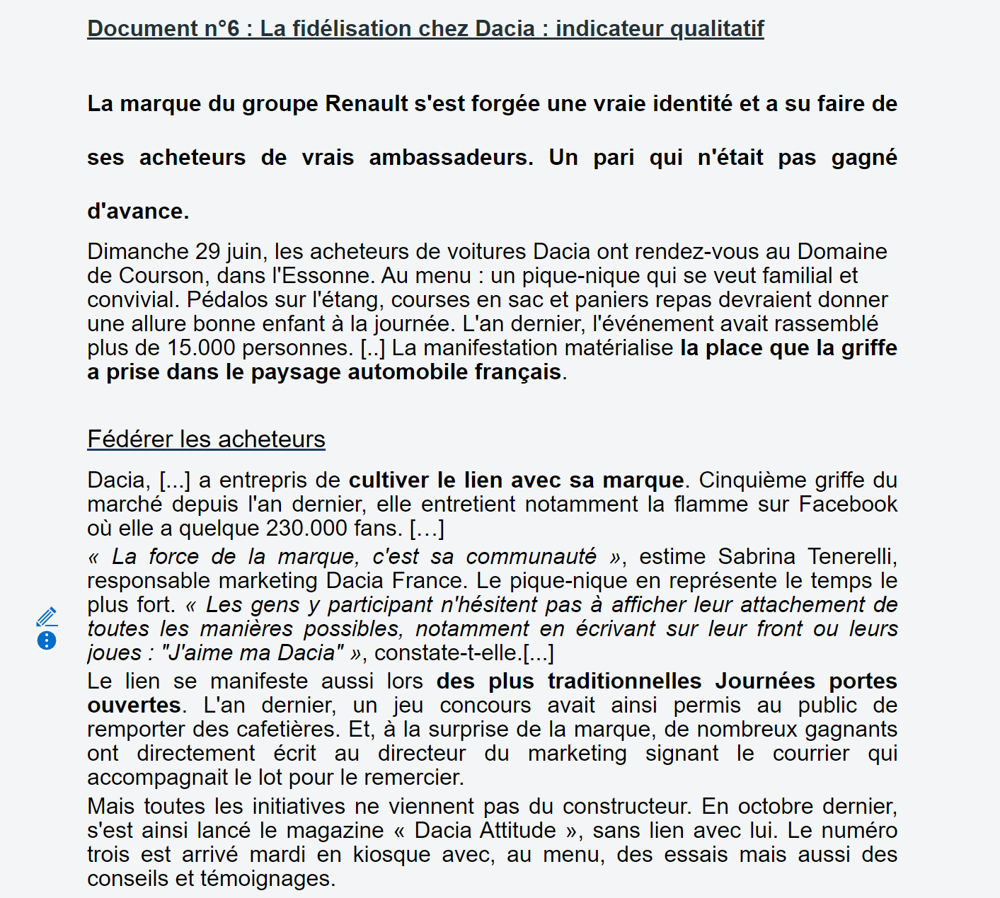 Document n°6 : La fidélisation chez Dacia : indicateur qualitatif
La marque du groupe Renault s'est forgée une vraie identité et a su faire de
ses acheteurs de vrais ambassadeurs. Un pari qui n'était pas gagné
d'avance.
Dimanche 29 juin, les acheteurs de voitures Dacia ont rendez-vous au Domaine
de Courson, dans l'Essonne. Au menu : un pique-nique qui se veut familial et
convivial. Pédalos sur l'étang, courses en sac et paniers repas devraient donner
une allure bonne enfant à la journée. L'an dernier, l'événement avait rassemblé
plus de 15.000 personnes. [..] La manifestation matérialise la place que la griffe
a prise dans le paysage automobile français.
Fédérer les acheteurs
Dacia, [...] a entrepris de cultiver le lien avec sa marque. Cinquième griffe du
marché depuis l'an dernier, elle entretient notamment la flamme sur Facebook
où elle a quelque 230.000 fans. […]
« La force de la marque, c'est sa communauté », estime Sabrina Tenerelli,
responsable marketing Dacia France. Le pique-nique en représente le temps le
plus fort. « Les gens y participant n'hésitent pas à afficher leur attachement de
toutes les manières possibles, notamment en écrivant sur leur front ou leurs
joues : "J'aime ma Dacia" », constate-t-elle.[...]
Le lien se manifeste aussi lors des plus traditionnelles Journées portes
ouvertes. L'an dernier, un jeu concours avait ainsi permis au public de
remporter des cafetières. Et, à la surprise de la marque, de nombreux gagnants
ont directement écrit au directeur du marketing signant le courrier qui
accompagnait le lot pour le remercier.
Mais toutes les initiatives ne viennent pas du constructeur. En octobre dernier,
s'est ainsi lancé le magazine « Dacia Attitude », sans lien avec lui. Le numéro
trois est arrivé mardi en kiosque avec, au menu, des essais mais aussi des
conseils et témoignages.